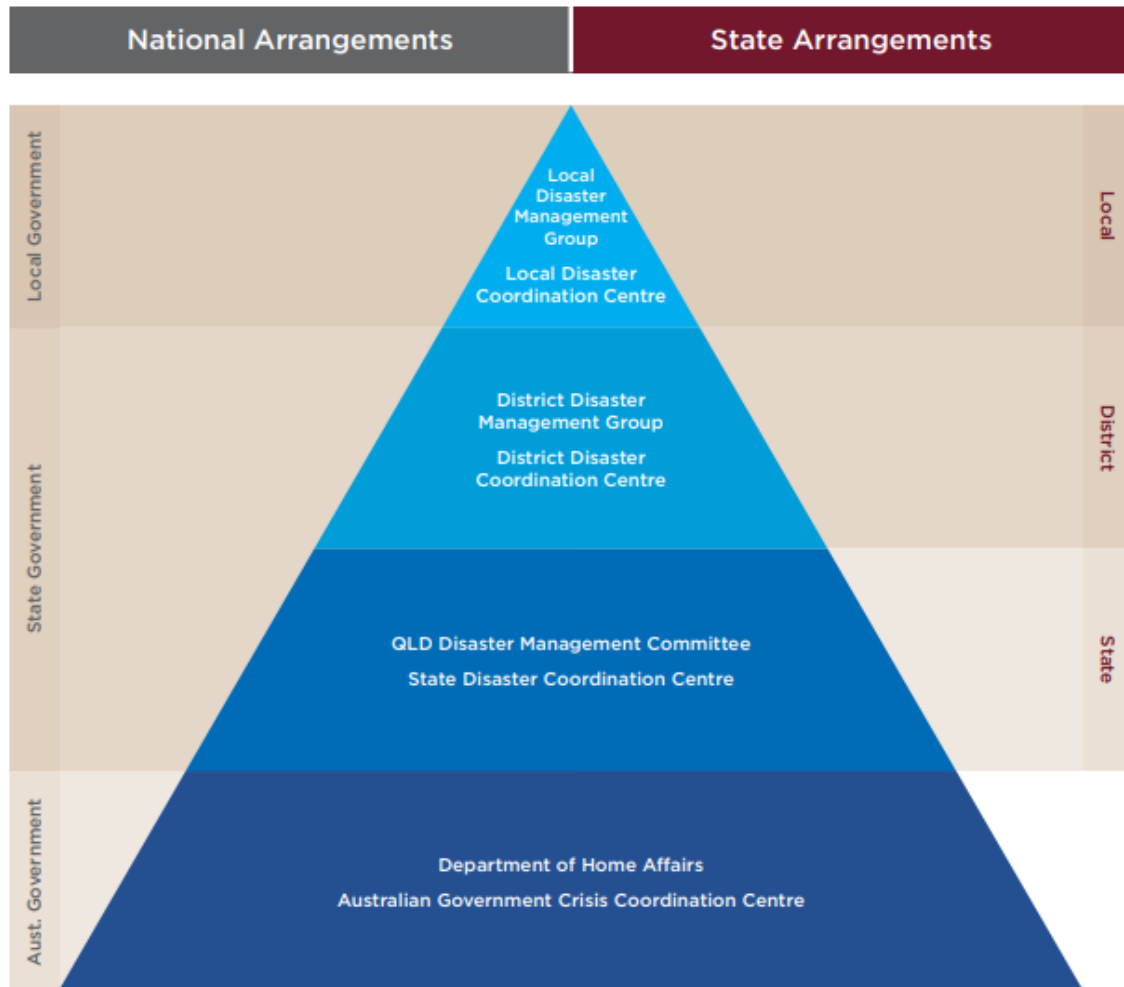 National Arrangements
State Arrangements
Local Government
Local
Disaster
Management
Group
Local Disaster
Coordination Centre
Local
State Government
District Disaster
Management Group
District Disaster
Coordination Centre
District
QLD Disaster Management Committee
State Disaster Coordination Centre
State
Aust. Government
Department of Home Affairs
Australian Government Crisis Coordination Centre